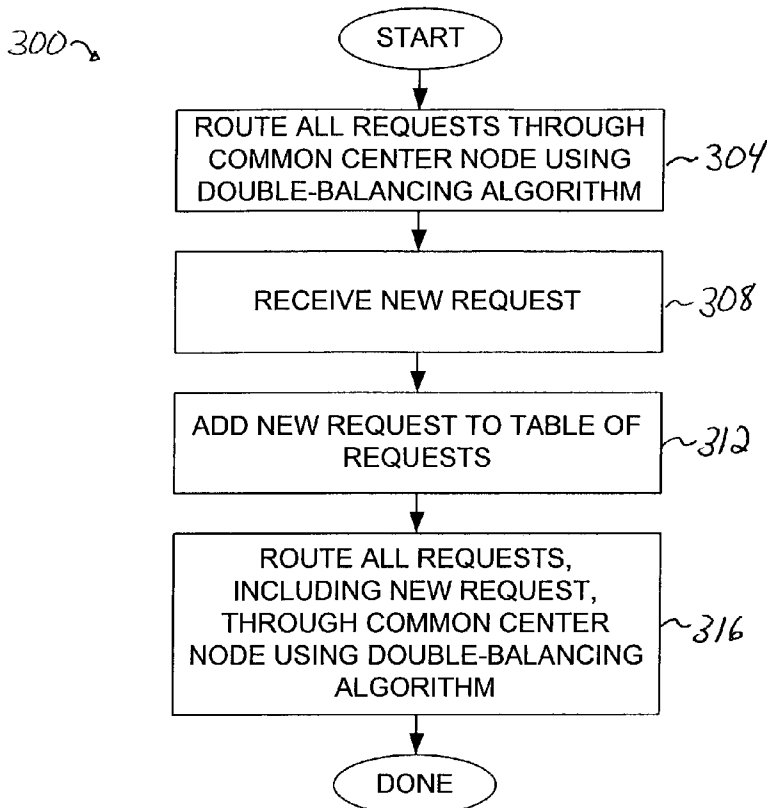 300
START
ROUTE ALL REQUESTS THROUGH
COMMON CENTER NODE USING
DOUBLE-BALANCING ALGORITHM
304
RECEIVE NEW REQUEST
308
ADD NEW REQUEST TO TABLE OF
REQUESTS
312
ROUTE ALL REQUESTS,
INCLUDING NEW REQUEST,
THROUGH COMMON CENTER
NODE USING DOUBLE-BALANCING
ALGORITHM
316
DONE